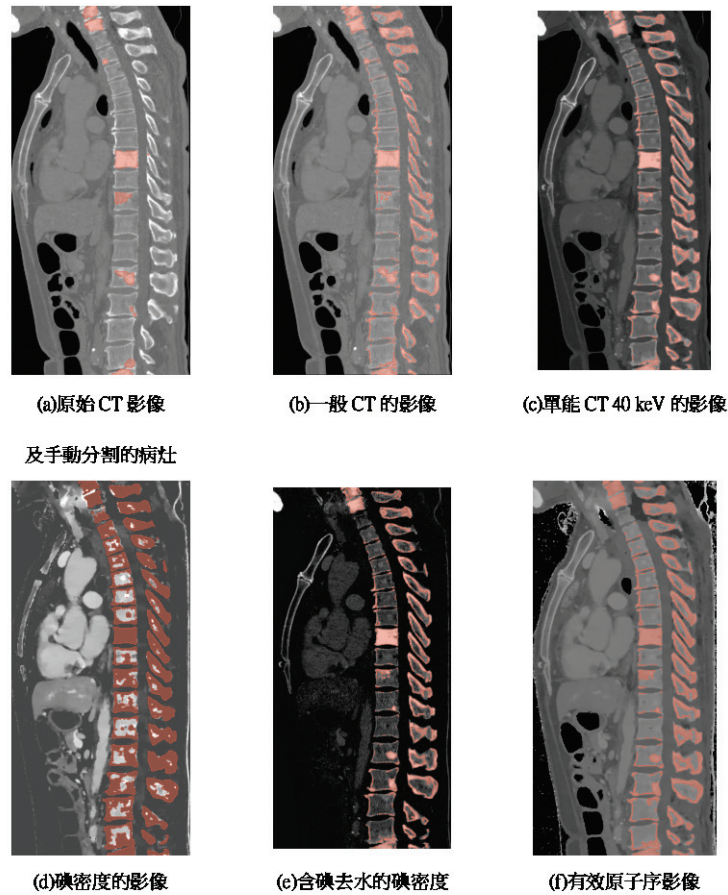 (a)原始 CT 影像
及手動分割的病灶
(b)一般 CT 的影像
(c)單能 CT 40 keV 的影像
(d)碘密度的影像
(e)含碘去水的碘密度
(f)有效原子序影像